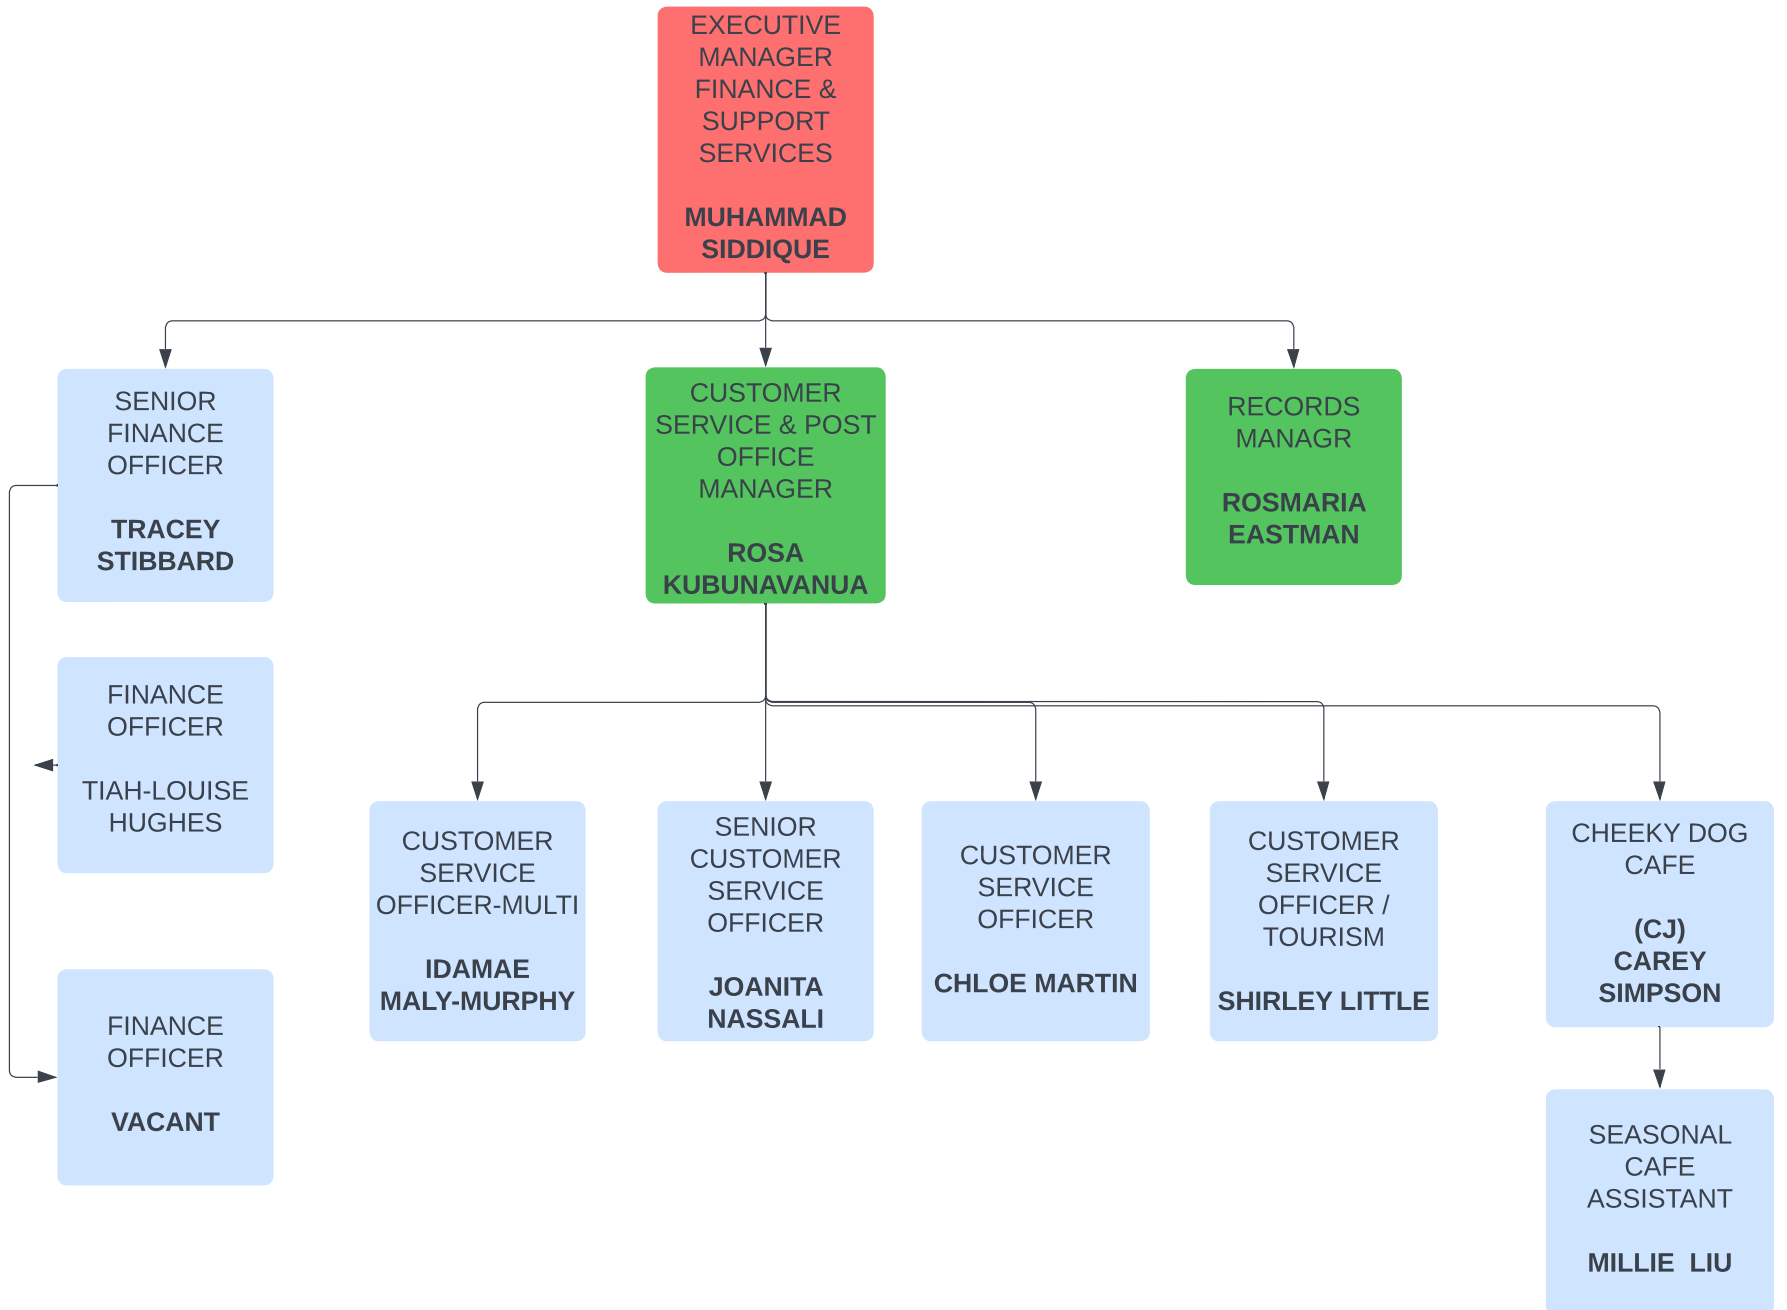 EXECUTIVE
MANAGER
FINANCE &
SUPPORT
SERVICES
MUHAMMAD
SIDDIQUE
SENIOR
FINANCE
OFFICER
TRACEY
STIBBARD
CUSTOMER
SERVICE & POST
OFFICE
MANAGER
ROSA
KUBUNAVANUA
RECORDS
MANAGR
ROSMARIA
EASTMAN
FINANCE
OFFICER
TIAH-LOUISE
HUGHES
FINANCE
OFFICER
VACANT
CUSTOMER
SERVICE
OFFICER-MULTI
IDAMAE
MALY-MURPHY
SENIOR
CUSTOMER
SERVICE
OFFICER
JOANITA
NASSALI
CUSTOMER
SERVICE
OFFICER
CHLOE MARTIN
CUSTOMER
SERVICE
OFFICER /
TOURISM
SHIRLEY LITTLE
CHEEKY DOG
CAFE
(CJ)
CAREY
SIMPSON
SEASONAL
CAFE
ASSISTANT
MILLIE  LIU